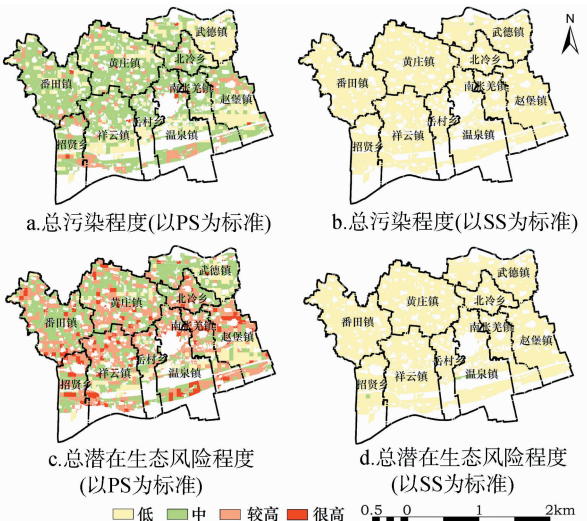 武德镇
黄庄镇
北冷乡
番田镇
南张羌镇
赵堡镇
岳村乡
祥云镇
温泉镇
招贤乡
a.总污染程度(以PS为标准)
武德镇
N
黄庄镇
北冷乡
番田镇
南张羌镇
赵堡镇
岳村乡
祥云镇
温泉镇
招贤乡
b.总污染程度(以SS为标准)
武德镇
黄庄镇
北冷乡
番田镇
南张羌镇
赵堡镇
岳村乡
祥云镇
温泉镇
招贤乡
c.总潜在生态风险程度
(以PS为标准)
武德镇
黄庄镇
北冷乡
番田镇
南张羌镇
赵堡镇
岳村乡
祥云镇
温泉镇
招贤乡
d.总潜在生态风险程度
(以SS为标准)
低 中 较高 很高
0.5 0 1 2km